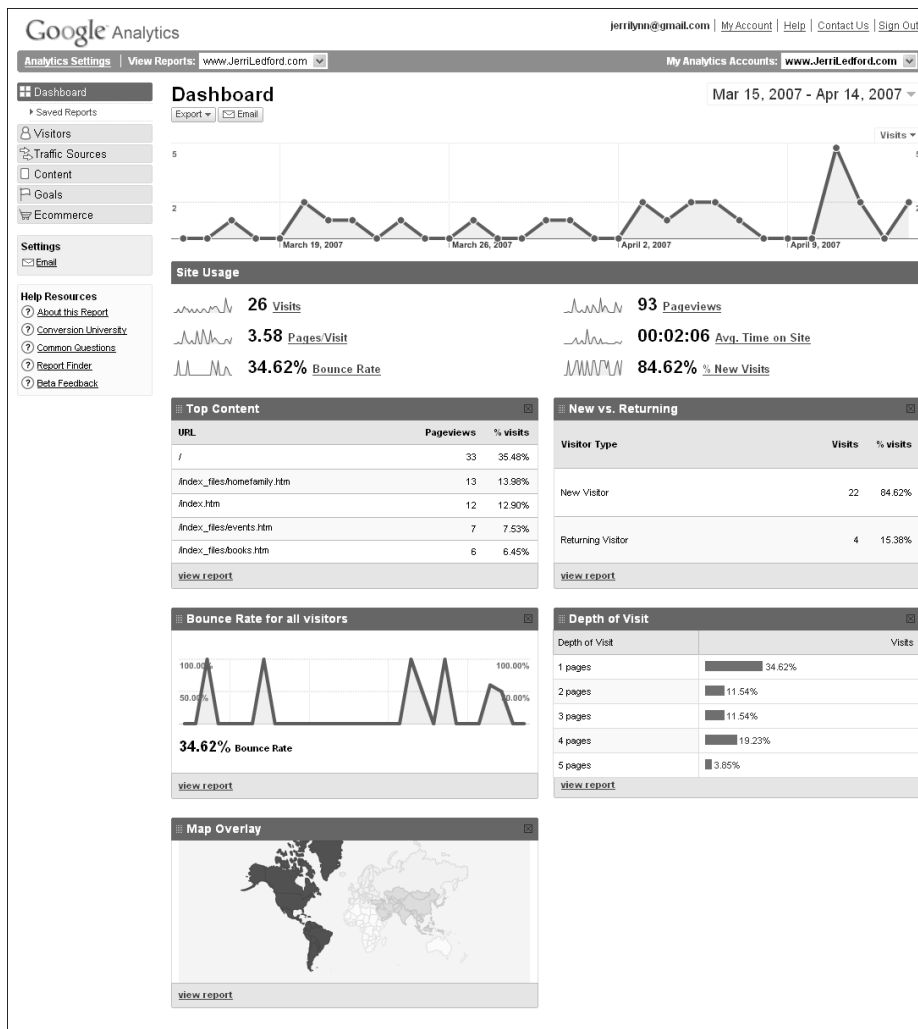 Google Analytics
jerrilynn@gmail.com | My Account | Help | Contact Us | Sign Out
Analytics Settings | View Reports: www.JerriLedford.com
My Analytics Accounts: www.JerriLedford.com
Dashboard
Saved Reports
Visitors
Traffic Sources
Content
Goals
Ecommerce
Settings
Email
Help Resources
About this Report
Conversion University
Common Questions
Report Finder
Beta Feedback
Dashboard
Mar 15, 2007 - Apr 14, 2007
Export Email
Visits
5 5
2 2
March 19, 2007 March 26, 2007 April 2, 2007 April 9, 2007
Site Usage
26 Visits
93 Pageviews
3.58 Pages/Visit
00:02:06 Avg. Time on Site
34.62% Bounce Rate
84.62% % New Visits
Top Content
URL Pageviews % visits
/ 33 35.48%
/index_files/homefamily.htm 13 13.98%
/index.htm 12 12.90%
/index_files/events.htm 7 7.53%
/index_files/books.htm 6 6.45%
view report
New vs. Returning
Visitor Type Visits % visits
New Visitor 22 84.62%
Returning Visitor 4 15.38%
view report
Bounce Rate for all visitors
100.00% 100.00%
50.00% 50.00%
34.62% Bounce Rate
view report
Depth of Visit
Depth of Visit Visits
1 pages 34.62%
2 pages 11.54%
3 pages 11.54%
4 pages 19.23%
5 pages 3.85%
view report
Map Overlay
view report